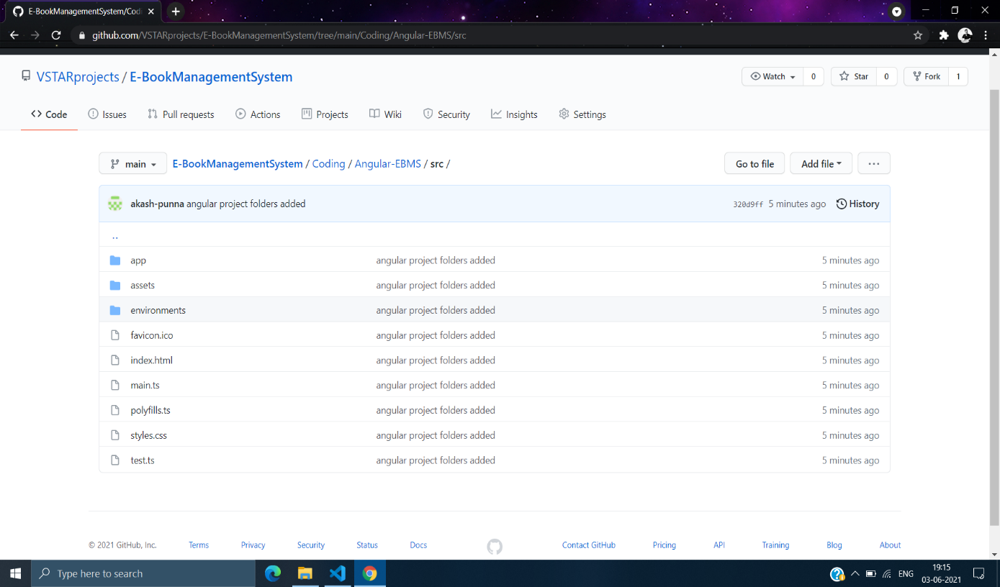 E-BookManagementSystem/Codi
github.com/VSTARprojects/E-BookManagementSystem/tree/main/Coding/Angular-EBMS/src
VSTARprojects / E-BookManagementSystem
Watch 0 Star 0 Fork 1
Code Issues Pull requests Actions Projects Wiki Security Insights Settings
main E-BookManagementSystem / Coding / Angular-EBMS / src / Go to file Add file ...
akash-punna angular project folders added 320d9ff 5 minutes ago History
..
app angular project folders added 5 minutes ago
assets angular project folders added 5 minutes ago
environments angular project folders added 5 minutes ago
favicon.ico angular project folders added 5 minutes ago
index.html angular project folders added 5 minutes ago
main.ts angular project folders added 5 minutes ago
polyfills.ts angular project folders added 5 minutes ago
styles.css angular project folders added 5 minutes ago
test.ts angular project folders added 5 minutes ago
© 2021 GitHub, Inc. Terms Privacy Security Status Docs Contact GitHub Pricing API Training Blog About
Type here to search ENG 19:15
03-06-2021